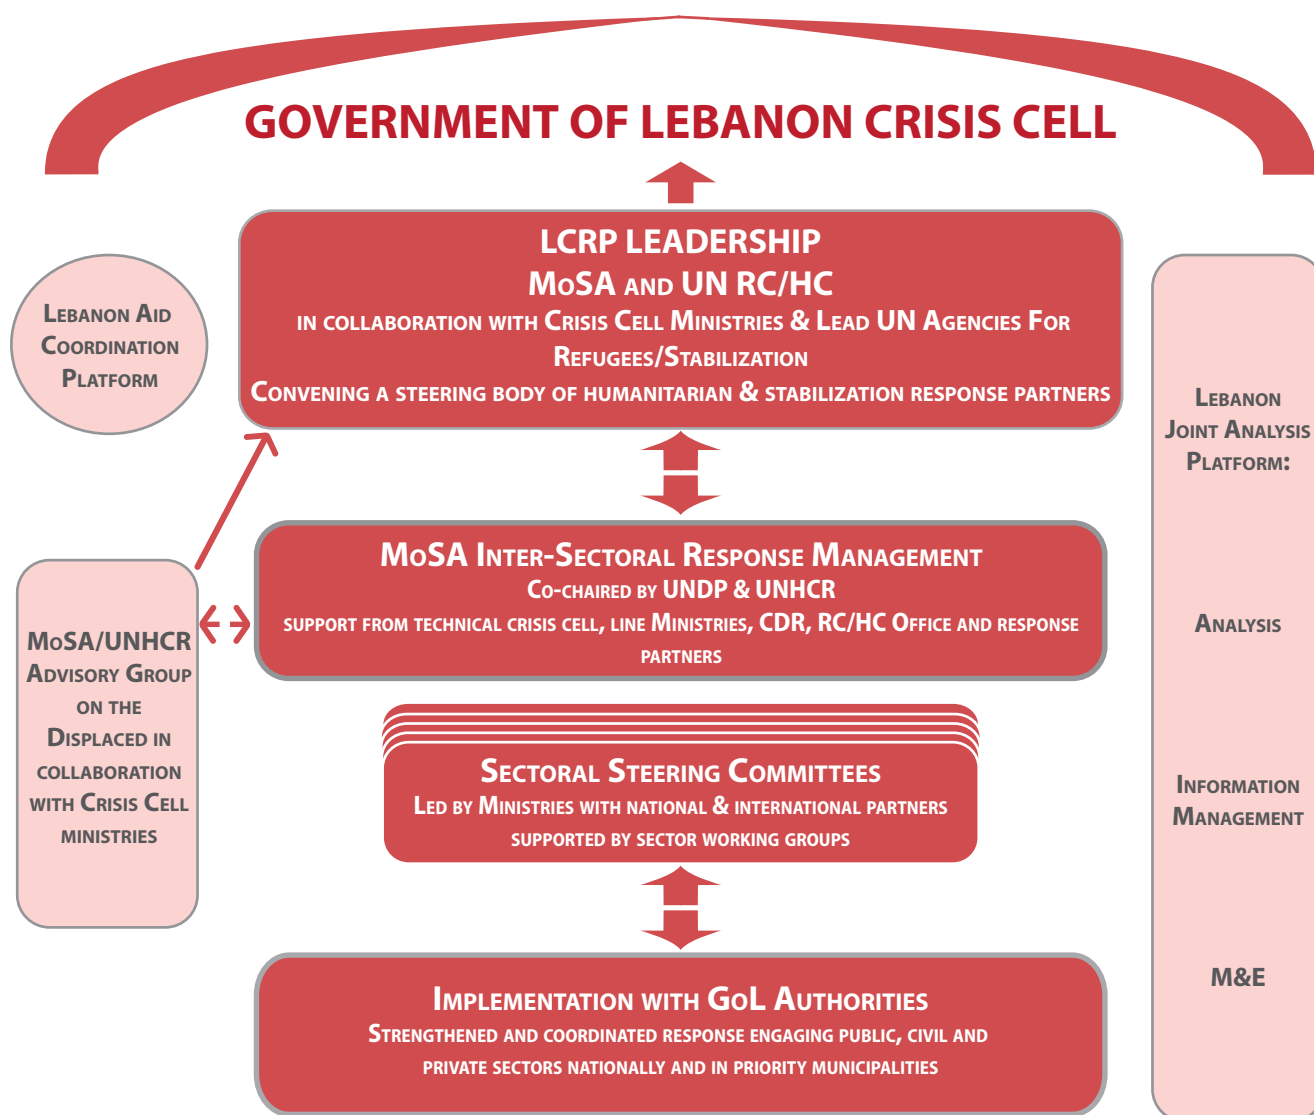 GOVERNMENT OF LEBANON CRISIS CELL
LCRP LEADERSHIP
MoSA AND UN RC/HC
IN COLLABORATION WITH CRISIS CELL MINISTRIES & LEAD UN AGENCIES FOR
REFUGEES/STABILIZATION
CONVENING A STEERING BODY OF HUMANITARIAN & STABILIZATION RESPONSE PARTNERS
LEBANON AID
COORDINATION
PLATFORM
MoSA INTER-SECTORAL RESPONSE MANAGEMENT
CO-CHAIRED BY UNDP & UNHCR
SUPPORT FROM TECHNICAL CRISIS CELL, LINE MINISTRIES, CDR, RC/HC OFFICE AND RESPONSE
PARTNERS
MoSA/UNHCR
ADVISORY GROUP
ON THE
DISPLACED IN
COLLABORATION
WITH CRISIS CELL
MINISTRIES
SECTORAL STEERING COMMITTEES
LED BY MINISTRIES WITH NATIONAL & INTERNATIONAL PARTNERS
SUPPORTED BY SECTOR WORKING GROUPS
IMPLEMENTATION WITH GoL AUTHORITIES
STRENGTHENED AND COORDINATED RESPONSE ENGAGING PUBLIC, CIVIL AND
PRIVATE SECTORS NATIONALLY AND IN PRIORITY MUNICIPALITIES
LEBANON
JOINT ANALYSIS
PLATFORM:
ANALYSIS
INFORMATION
MANAGEMENT
M&E